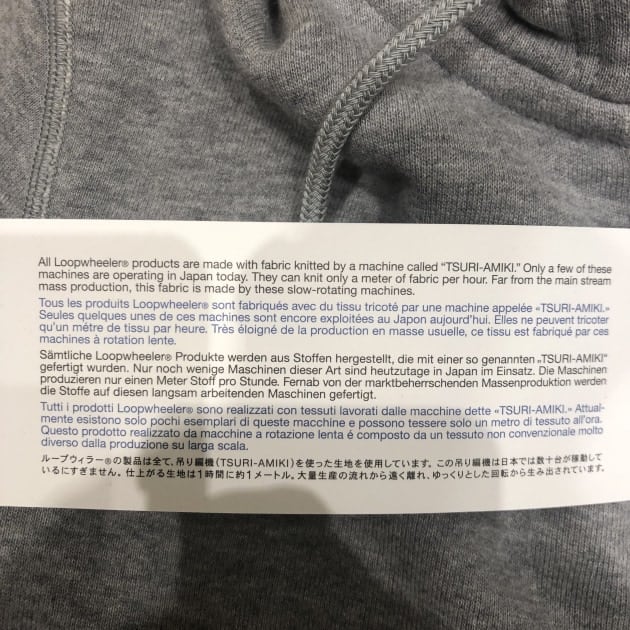 All Loopwheeler® products are made with fabric knitted by a machine called “TSURI-AMIKI.” Only a few of these
machines are operating in Japan today. They can knit only a meter of fabric per hour. Far from the main stream
mass production, this fabric is made by these slow-rotating machines.
Tous les produits Loopwheeler® sont fabriqués avec du tissu tricoté par une machine appelée «TSURI-AMIKI.»
Seules quelques unes de ces machines sont encore exploitées au Japon aujourd'hui. Elles ne peuvent tricoter
qu'un mêtre de tissu par heure. Très éloigné de la production en masse usuelle, ce tissu est fabriqué par ces
machines à rotation lente.
Sämtliche Loopwheeler® Produkte werden aus Stoffen hergestellt, die mit einer so genannten „TSURI-AMIKI“
gefertigt wurden. Nur noch wenige Maschinen dieser Art sind heutzutage in Japan im Einsatz. Die Maschinen
produzieren nur einen Meter Stoff pro Stunde. Fernab von der marktbeherrschenden Massenproduktion werden
die Stoffe auf diesen langsam arbeitenden Maschinen gefertigt.
Tutti i prodotti Loopwheeler® sono realizzati con tessuti lavorati dalle macchine dette «TSURI-AMIKI.» Attual-
mente esistono solo pochi esemplari di queste macchine e possono tessere solo un metro di tessuto all'ora.
Questo prodotto realizzato da macchine a rotazione lenta é composto da un tessuto non convenzionale molto
diverso dalla produzione su larga scala.
ループウィラー®の製品は全て、吊り編機(TSURI-AMIKI)を使った生地を使用しています。この吊り編機は日本では数十台が稼動して
いるにすぎません。仕上がる生地は1時間に約1メートル。大量生産の流れから遠く離れ、ゆっくりとした回転から生み出されています。